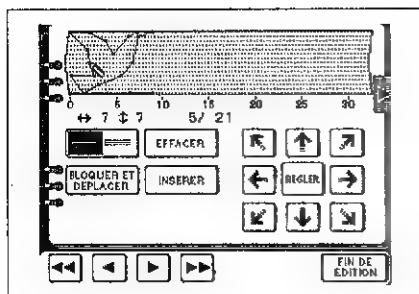 0 5 10 15 20 25 30
↔ 7 ↕ 7 5/ 21
EFFACER
BLOQUER ET
DEPLACER
INSERER
REGLER
FIN DE
EDITION